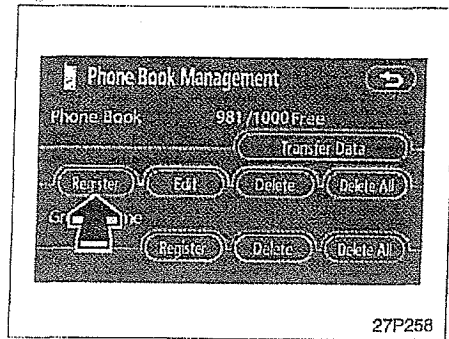 Phone Book Management
Phone Book 981/1000 Free
Transfer Data
Register Edit Delete Delete All
Register Delete Delete All
27P258